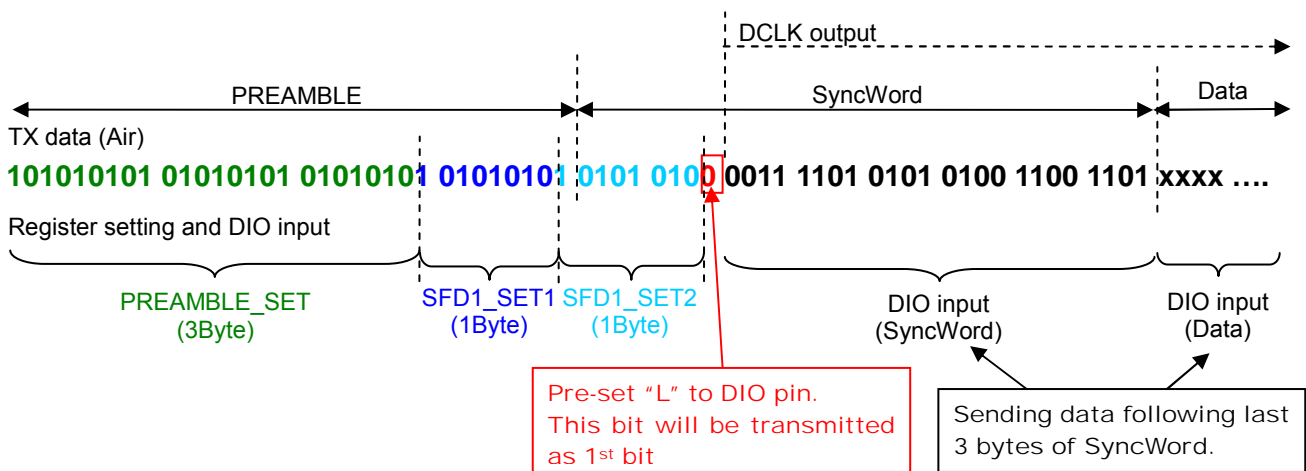 DCLK output
PREAMBLE SyncWord Data
TX data (Air)
101010101 01010101 010101011 010101011 0101 0100 0011 1101 0101 0100 1100 1101 xxxx ....
Register setting and DIO input
PREAMBLE_SET
(3Byte)
SFD1_SET1
(1Byte)
SFD1_SET2
(1Byte)
DIO input
(SyncWord)
DIO input
(Data)
Pre-set “L” to DIO pin.
This bit will be transmitted
as 1st bit
Sending data following last
3 bytes of SyncWord.